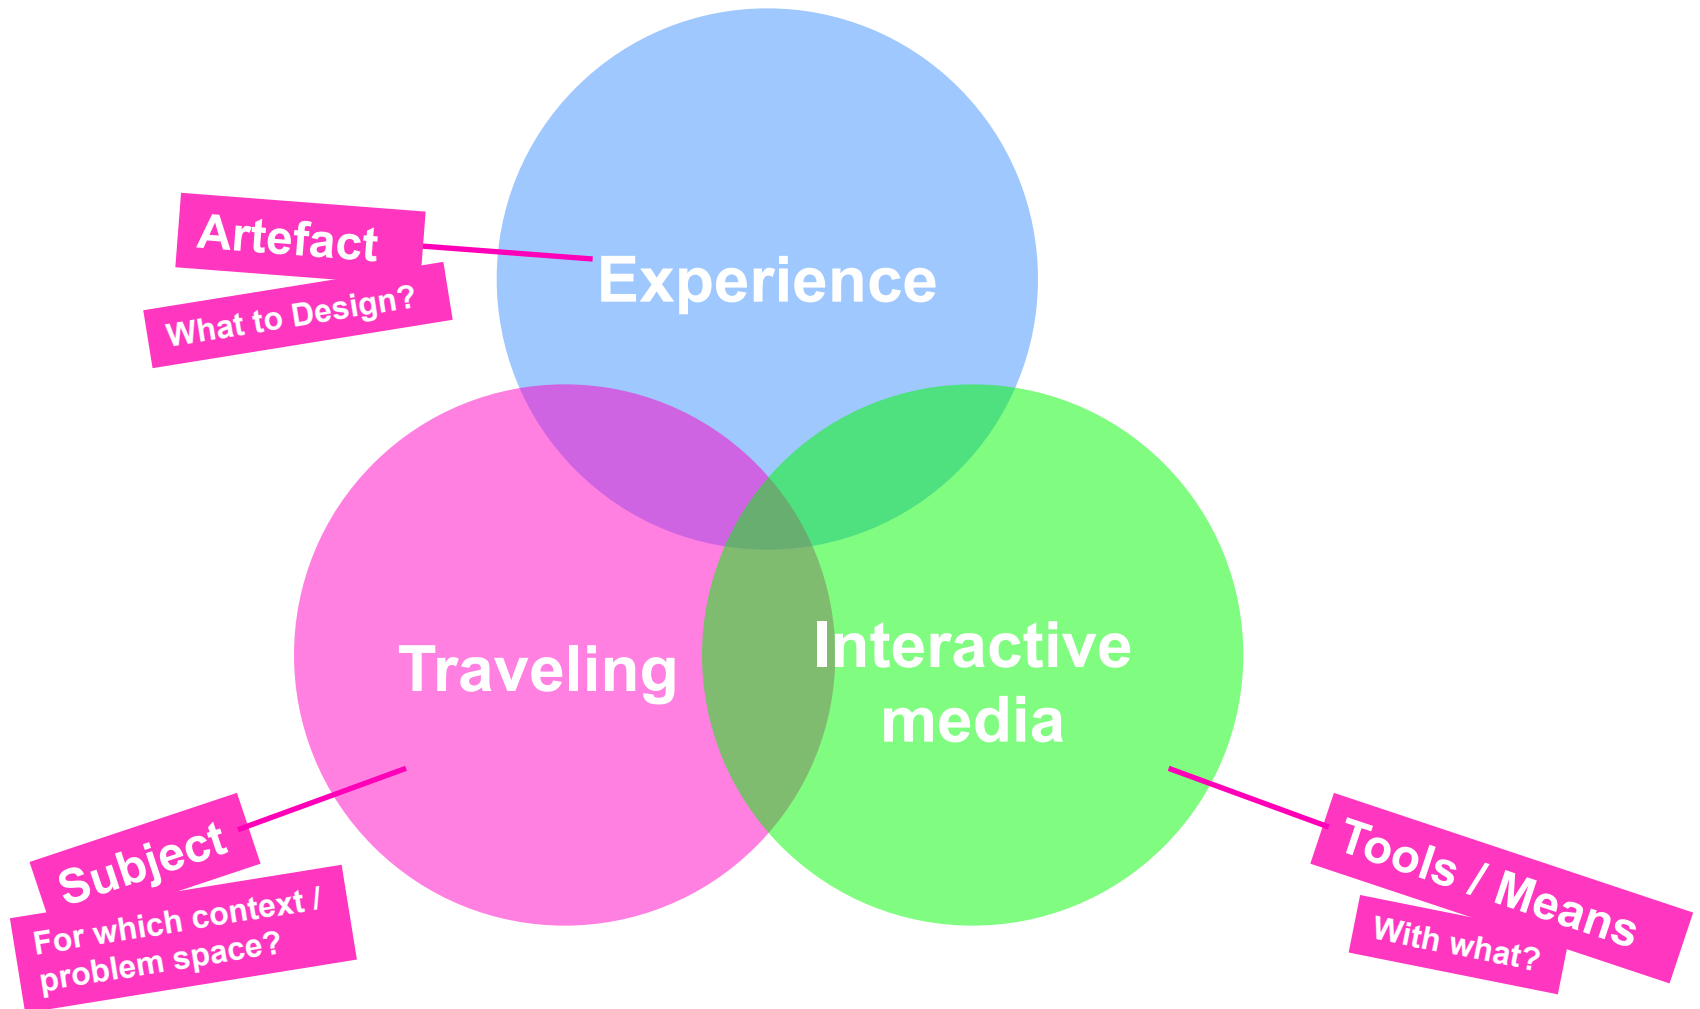 Artefact
What to Design?
Experience
Traveling
Interactive
media
Subject
For which context /
problem space?
Tools / Means
With what?